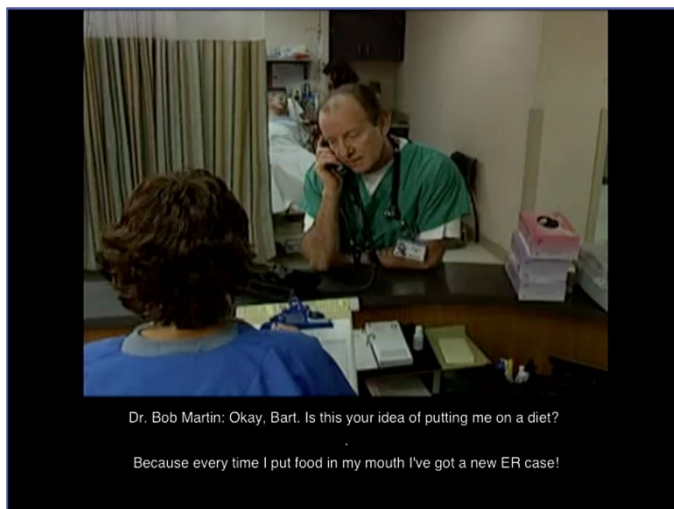 Dr. Bob Martin: Okay, Bart. Is this your idea of putting me on a diet?
.
Because every time I put food in my mouth I've got a new ER case!